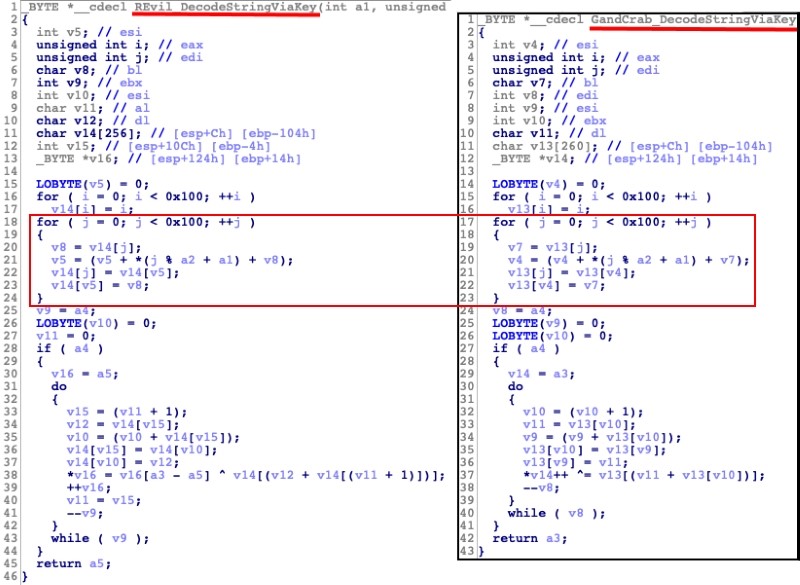 1 _BYTE *__cdecl REvil_DecodeStringViaKey(int a1, unsigned
2 {
3 int v5; // esi
4 unsigned int i; // eax
5 unsigned int j; // edi
6 char v8; // bl
7 int v9; // ebx
8 int v10; // esi
9 char v11; // al
10 char v12; // dl
11 char v14[256]; // [esp+Ch] [ebp-104h]
12 int v15; // [esp+10Ch] [ebp-4h]
13 _BYTE *v16; // [esp+124h] [ebp+14h]
14
15 LOBYTE(v5) = 0;
16 for ( i = 0; i < 0x100; ++i )
17 v14[i] = i;
18 for ( j = 0; j < 0x100; ++j )
19 {
20 v8 = v14[j];
21 v5 = (v5 + *(j % a2 + a1) + v8);
22 v14[j] = v14[v5];
23 v14[v5] = v8;
24 }
25 v9 = a4;
26 LOBYTE(v10) = 0;
27 v11 = 0;
28 if ( a4 )
29 {
30 v16 = a5;
31 do
32 {
33 v15 = (v11 + 1);
34 v12 = v14[v15];
35 v10 = (v10 + v14[v15]);
36 v14[v15] = v14[v10];
37 v14[v10] = v12;
38 *v16 = v16[a3 - a5] ^ v14[(v12 + v14[(v11 + 1)])];
39 ++v16;
40 v11 = v15;
41 --v9;
42 }
43 while ( v9 );
44 }
45 return a5;
46 }
1 _BYTE *__cdecl GandCrab_DecodeStringViaKey
2 {
3 int v4; // esi
4 unsigned int i; // eax
5 unsigned int j; // edi
6 char v7; // bl
7 int v8; // edi
8 int v9; // esi
9 int v10; // ebx
10 char v11; // dl
11 char v13[260]; // [esp+Ch] [ebp-104h]
12 _BYTE *v14; // [esp+124h] [ebp+14h]
13
14 LOBYTE(v4) = 0;
15 for ( i = 0; i < 0x100; ++i )
16 v13[i] = i;
17 for ( j = 0; j < 0x100; ++j )
18 {
19 v7 = v13[j];
20 v4 = (v4 + *(j % a2 + a1) + v7);
21 v13[j] = v13[v4];
22 v13[v4] = v7;
23 }
24 v8 = a4;
25 LOBYTE(v9) = 0;
26 LOBYTE(v10) = 0;
27 if ( a4 )
28 {
29 v14 = a3;
30 do
31 {
32 v10 = (v10 + 1);
33 v11 = v13[v10];
34 v9 = (v9 + v13[v10]);
35 v13[v10] = v13[v9];
36 v13[v9] = v11;
37 *v14++ ^= v13[(v11 + v13[v10])];
38 --v8;
39 }
40 while ( v8 );
41 }
42 return a3;
43 }